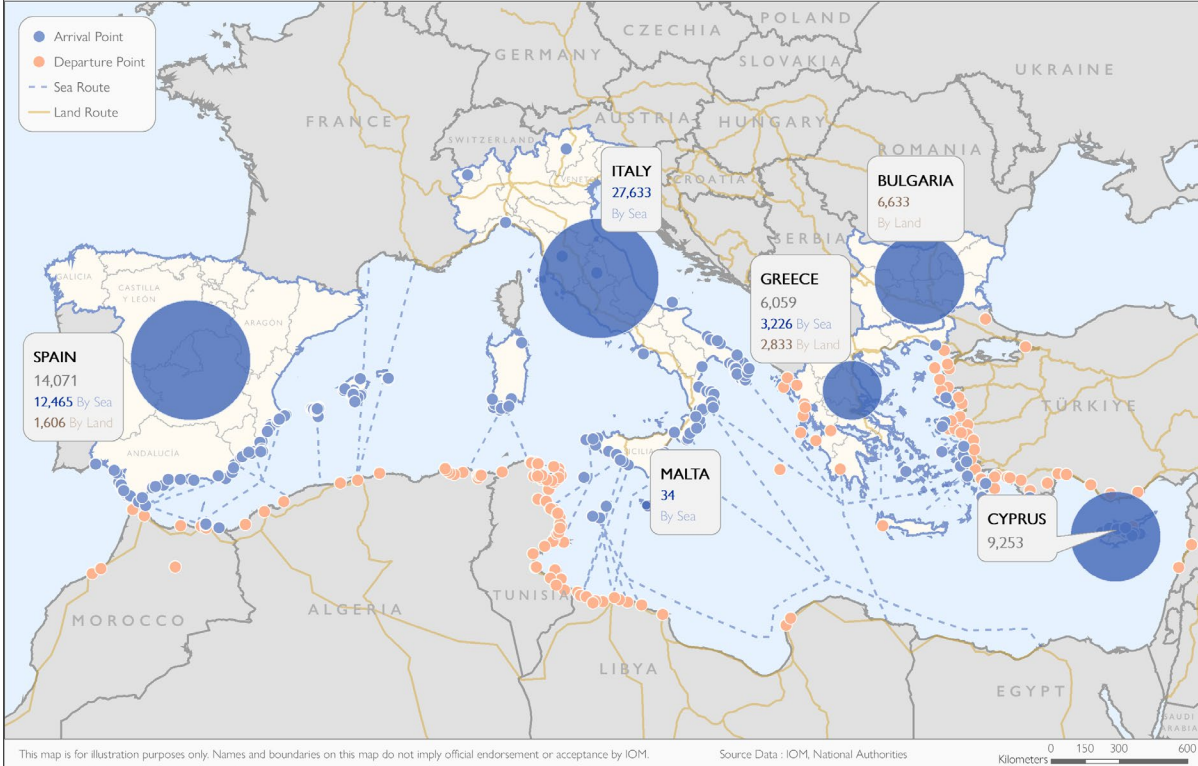 Arrival Point
Departure Point
Sea Route
Land Route
POLAND
CZECHIA
GERMANY
SLOVAKIA
UKRAINE
FRANCE
AUSTRIA
HUNGARY
SWITZERLAND
ROMANIA
VENETO
CROATIA
ITALY
27,633
By Sea
BULGARIA
6,633
By Land
SERBIA
GALICIA
CASTILLA
Y LEÓN
ARAGÓN
GREECE
6,059
3,226 By Sea
2,833 By Land
SPAIN
14,071
12,465 By Sea
1,606 By Land
TÜRKIYE
ANDALUCÍA
SICILIA
MALTA
34
By Sea
CYPRUS
9,253
MOROCCO
ALGERIA
TUNISIA
LIBYA
EGYPT
SAUDI
ARABIA
This map is for illustration purposes only. Names and boundaries on this map do not imply official endorsement or acceptance by IOM.
Source Data : IOM, National Authorities
Kilometers
0 150 300 600